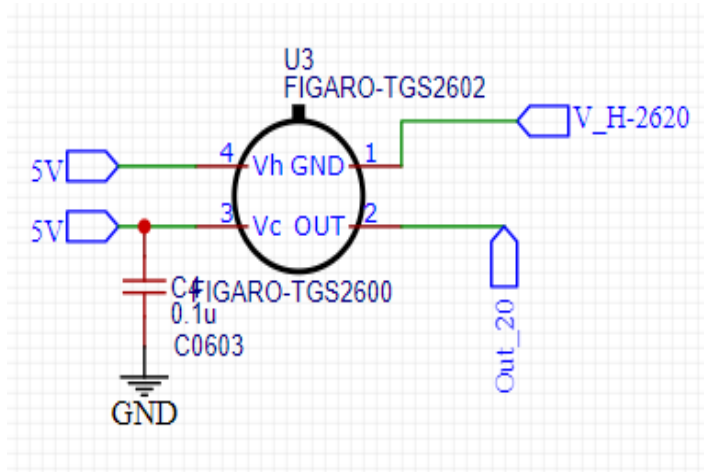 U3
FIGARO-TGS2602
V_H-2620
5V
4
Vh GND
1
5V
3
Vc OUT
2
C4
FIGARO-TGS2600
0.1u
C0603
Out_20
GND